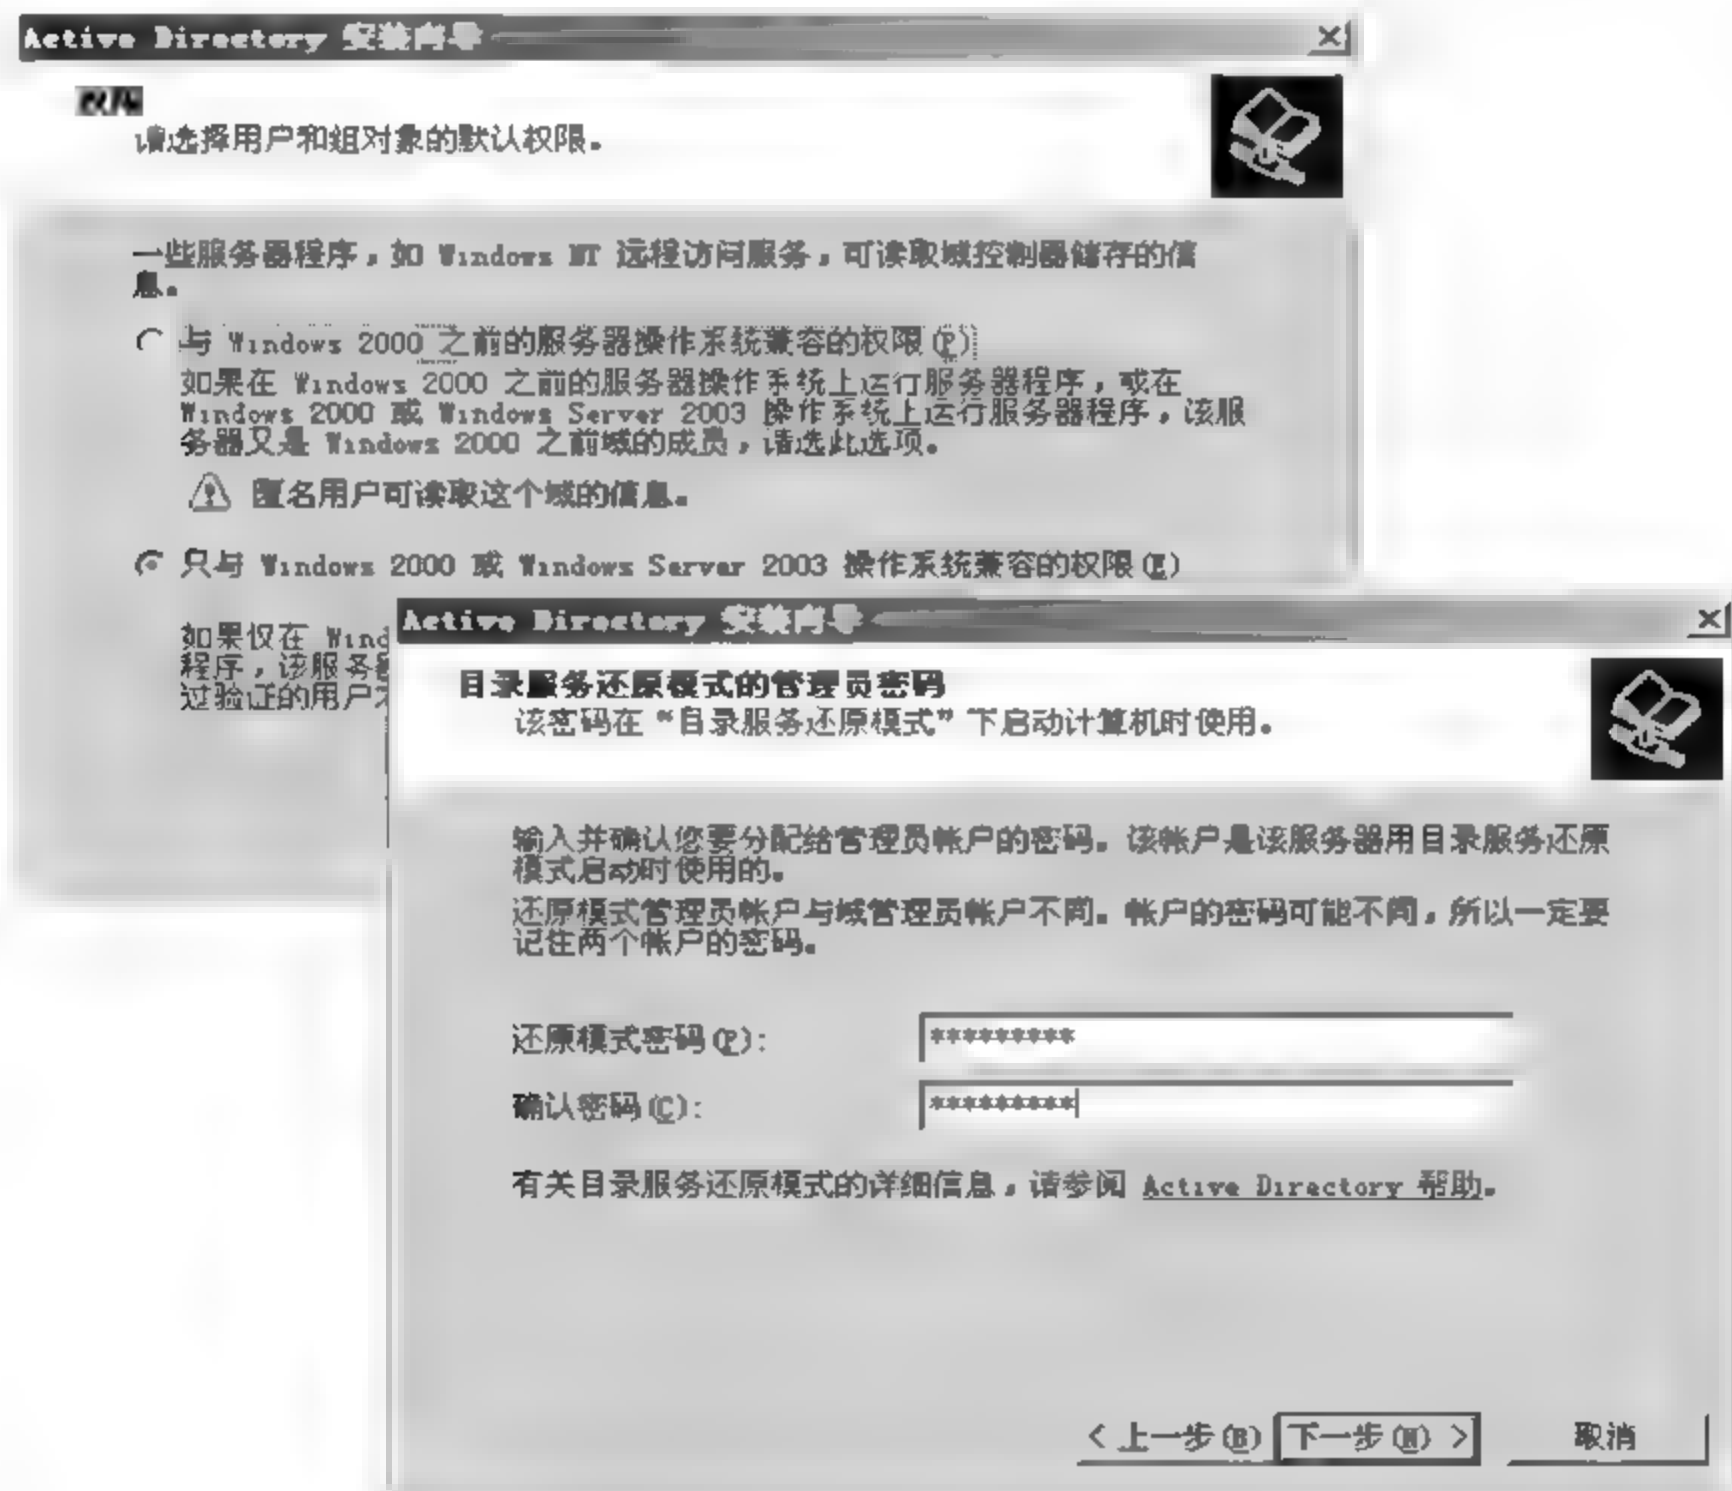 Active Directory 安装向导
权限
请选择用户和组对象的默认权限。
一些服务器程序，如 Windows NT 远程访问服务，可读取域控制器储存的信
息。
与 Windows 2000 之前的服务器操作系统兼容的权限(P)
如果在 Windows 2000 之前的服务器操作系统上运行服务器程序，或在
Windows 2000 或 Windows Server 2003 操作系统上运行服务器程序，该服
务器又是 Windows 2000 之前域的成员，请选此选项。
匿名用户可读取这个域的信息。
只与 Windows 2000 或 Windows Server 2003 操作系统兼容的权限(E)
如果仅在 Wind
程序，该服务器
过验证的用户才
Active Directory 安装向导
目录服务还原模式的管理员密码
该密码在“目录服务还原模式”下启动计算机时使用。
输入并确认您要分配给管理员帐户的密码。该帐户是该服务器用目录服务还原
模式启动时使用的。
还原模式管理员帐户与域管理员帐户不同。帐户的密码可能不同，所以一定要
记住两个帐户的密码。
还原模式密码(P): *********
确认密码(C): *********
有关目录服务还原模式的详细信息，请参阅 Active Directory 帮助。
< 上一步(B) 下一步(N) > 取消